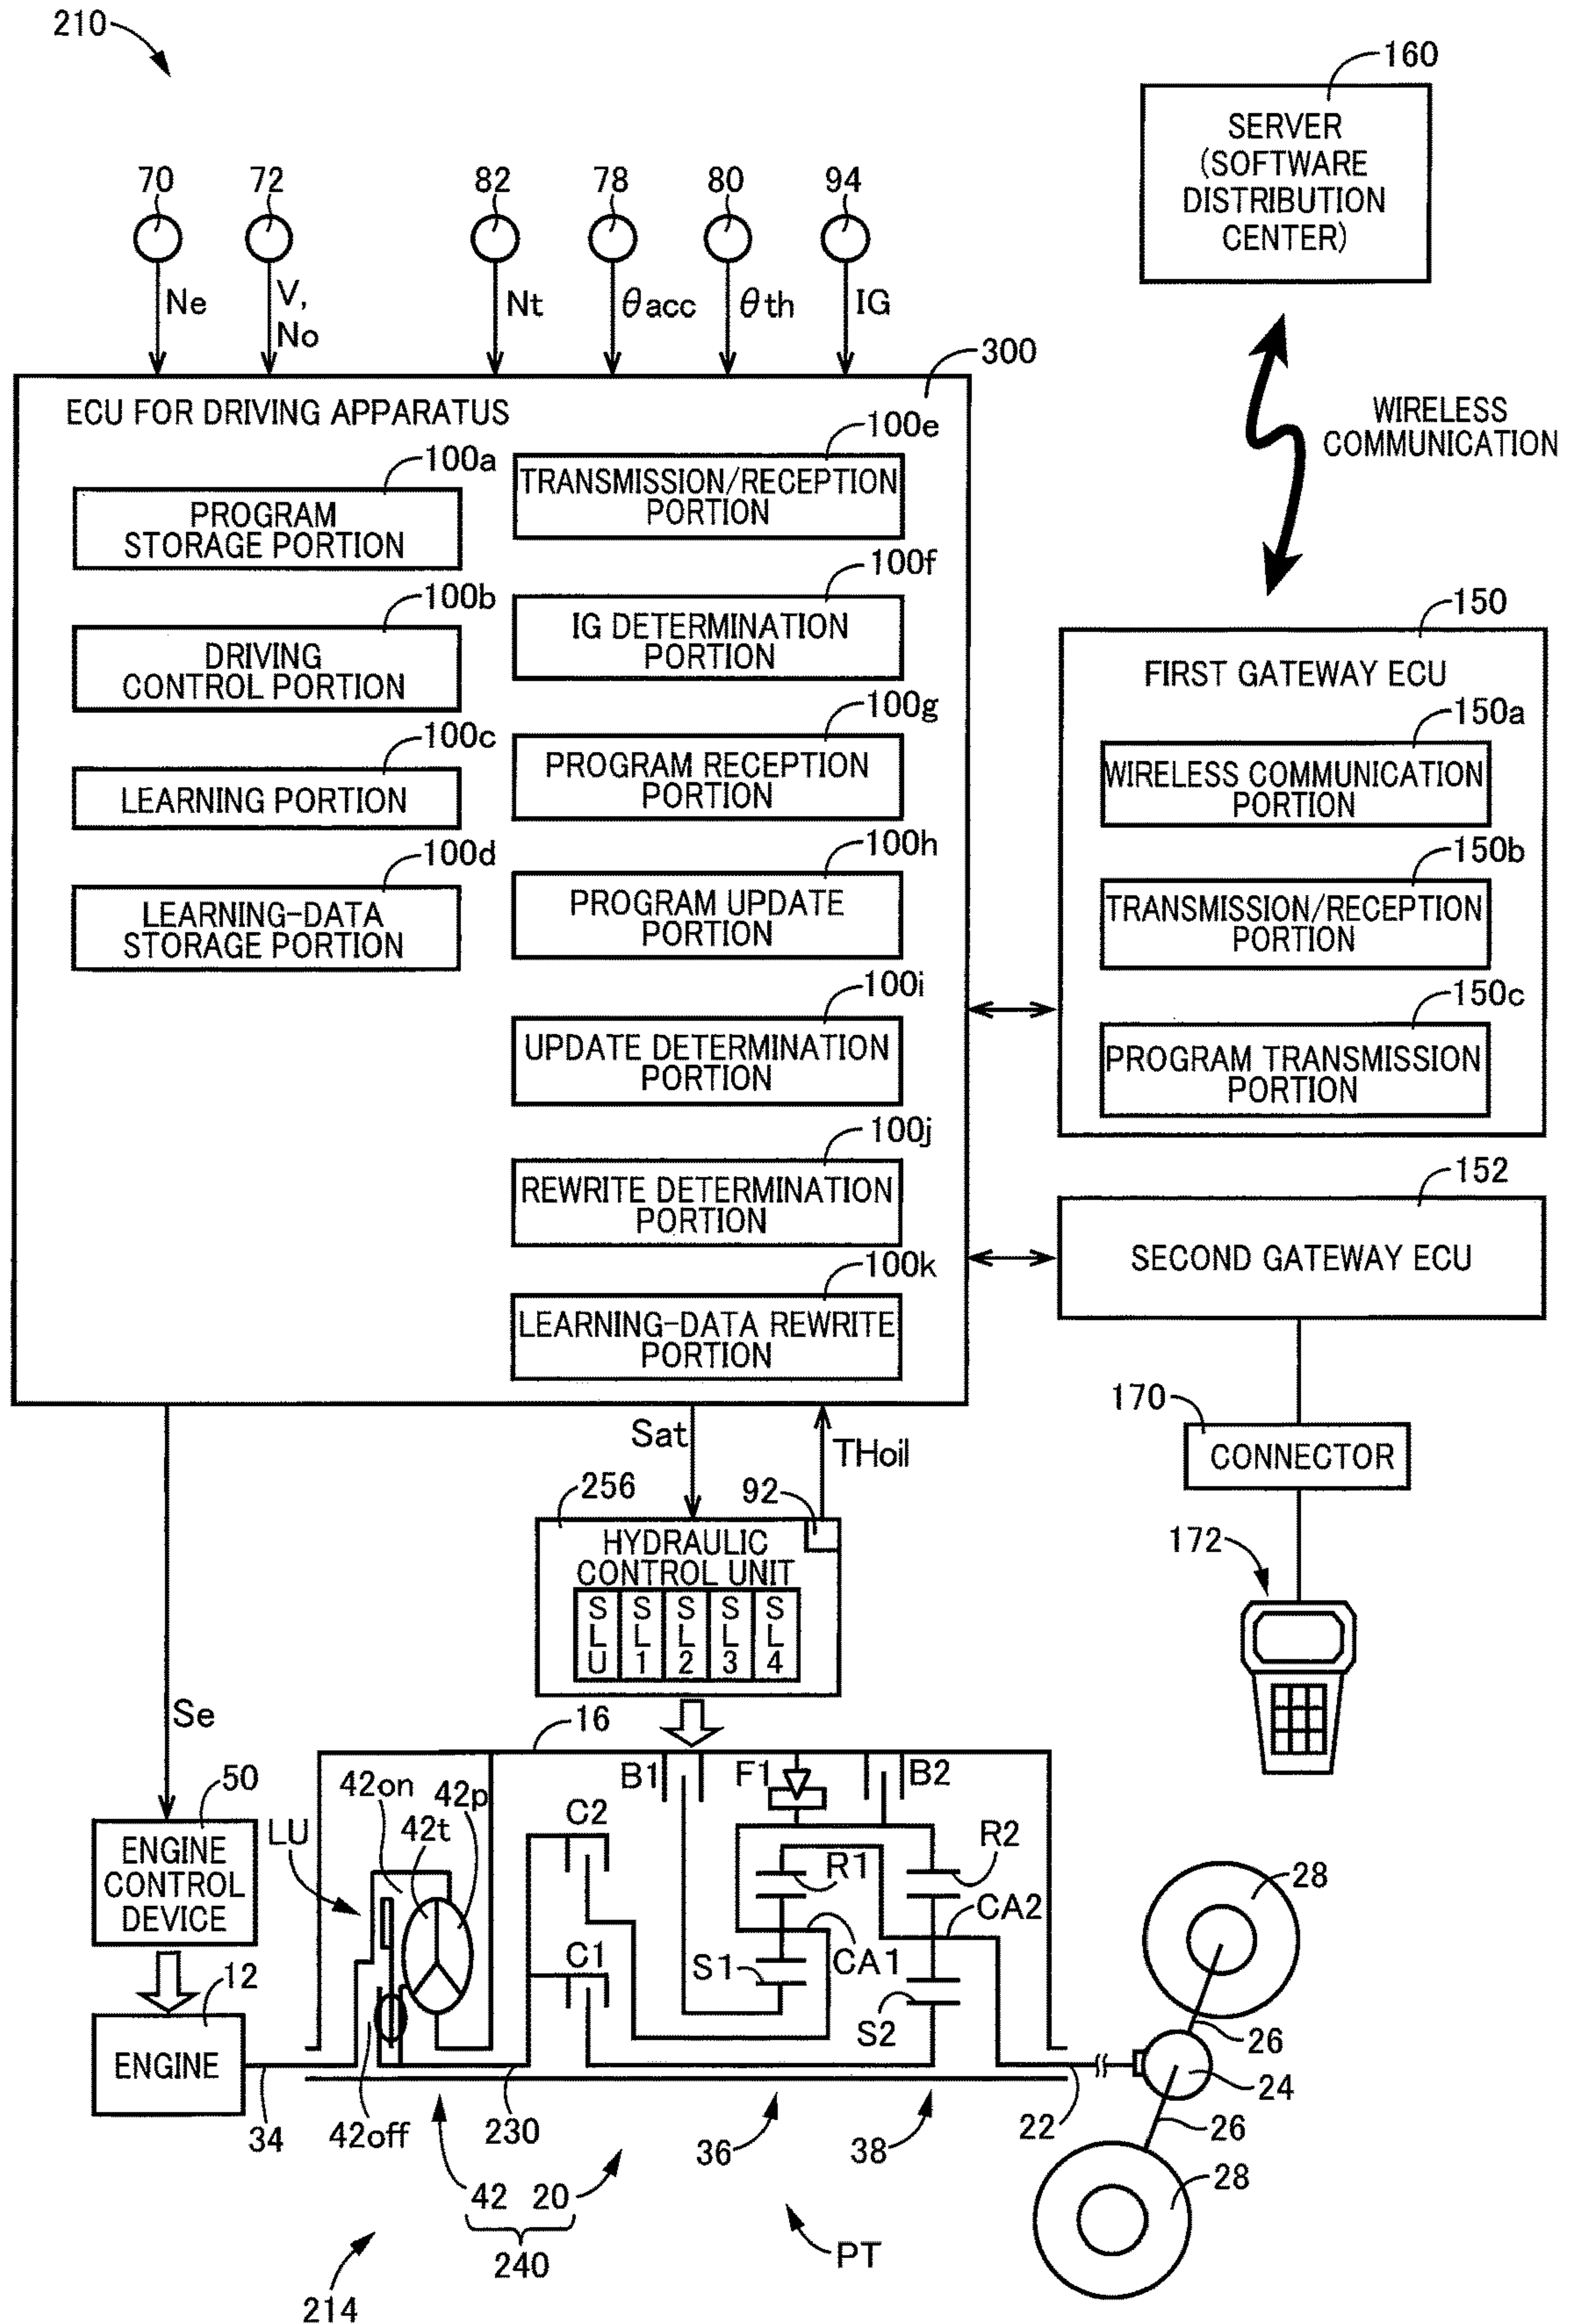 210
160
SERVER
(SOFTWARE
DISTRIBUTION
CENTER)
70
72
82
78
80
94
Ne
V,
No
Nt
θacc
θth
IG
WIRELESS
COMMUNICATION
300
ECU FOR DRIVING APPARATUS
100a
PROGRAM
STORAGE PORTION
100b
DRIVING
CONTROL PORTION
100c
LEARNING PORTION
100d
LEARNING-DATA
STORAGE PORTION
100e
TRANSMISSION/RECEPTION
PORTION
100f
IG DETERMINATION
PORTION
100g
PROGRAM RECEPTION
PORTION
100h
PROGRAM UPDATE
PORTION
100i
UPDATE DETERMINATION
PORTION
100j
REWRITE DETERMINATION
PORTION
100k
LEARNING-DATA REWRITE
PORTION
150
FIRST GATEWAY ECU
150a
WIRELESS COMMUNICATION
PORTION
150b
TRANSMISSION/RECEPTION
PORTION
150c
PROGRAM TRANSMISSION
PORTION
152
SECOND GATEWAY ECU
170
CONNECTOR
172
Sat
THoil
256
92
HYDRAULIC
CONTROL UNIT
SLU
SL1
SL2
SL3
SL4
Se
16
50
ENGINE
CONTROL
DEVICE
12
ENGINE
LU
42on
42t
42p
42off
C2
C1
B1
F1
B2
R1
R2
CA1
CA2
S1
S2
28
26
24
26
28
34
230
36
38
22
42
20
240
214
PT